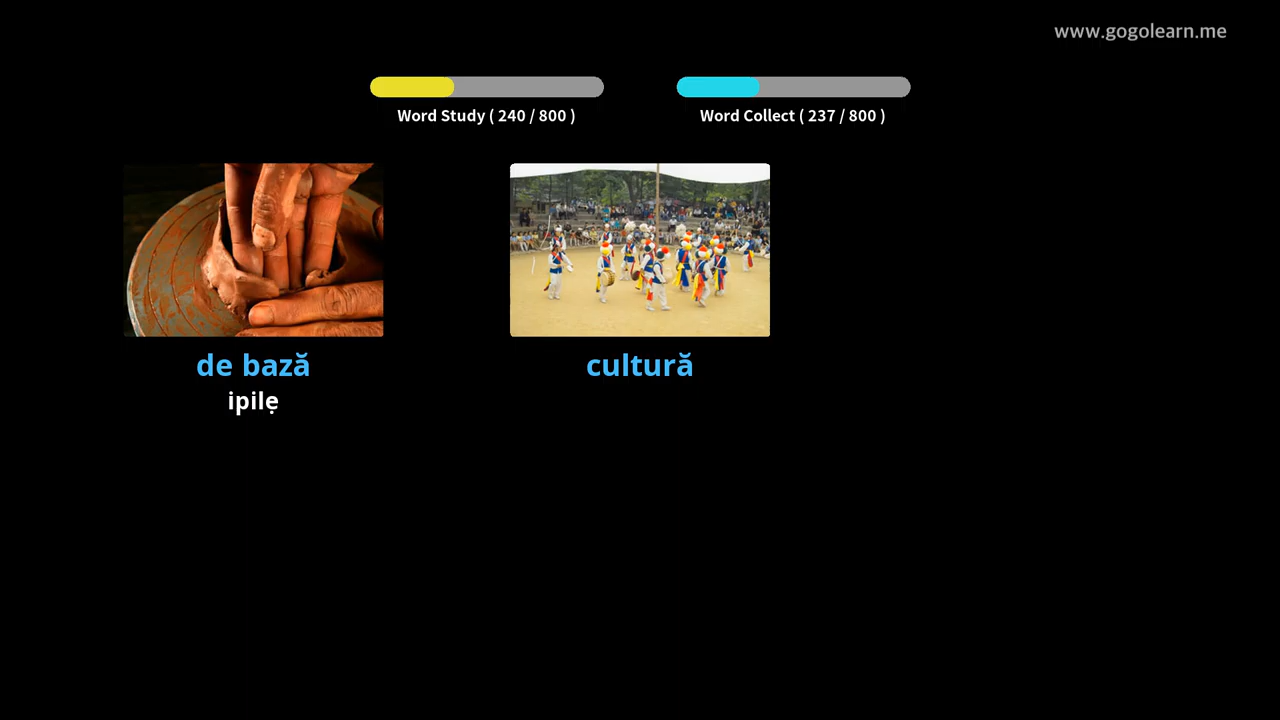 www.gogolearn.me
Word Study ( 240 / 800 )
Word Collect ( 237 / 800 )
de bază
ipilẹ
cultură